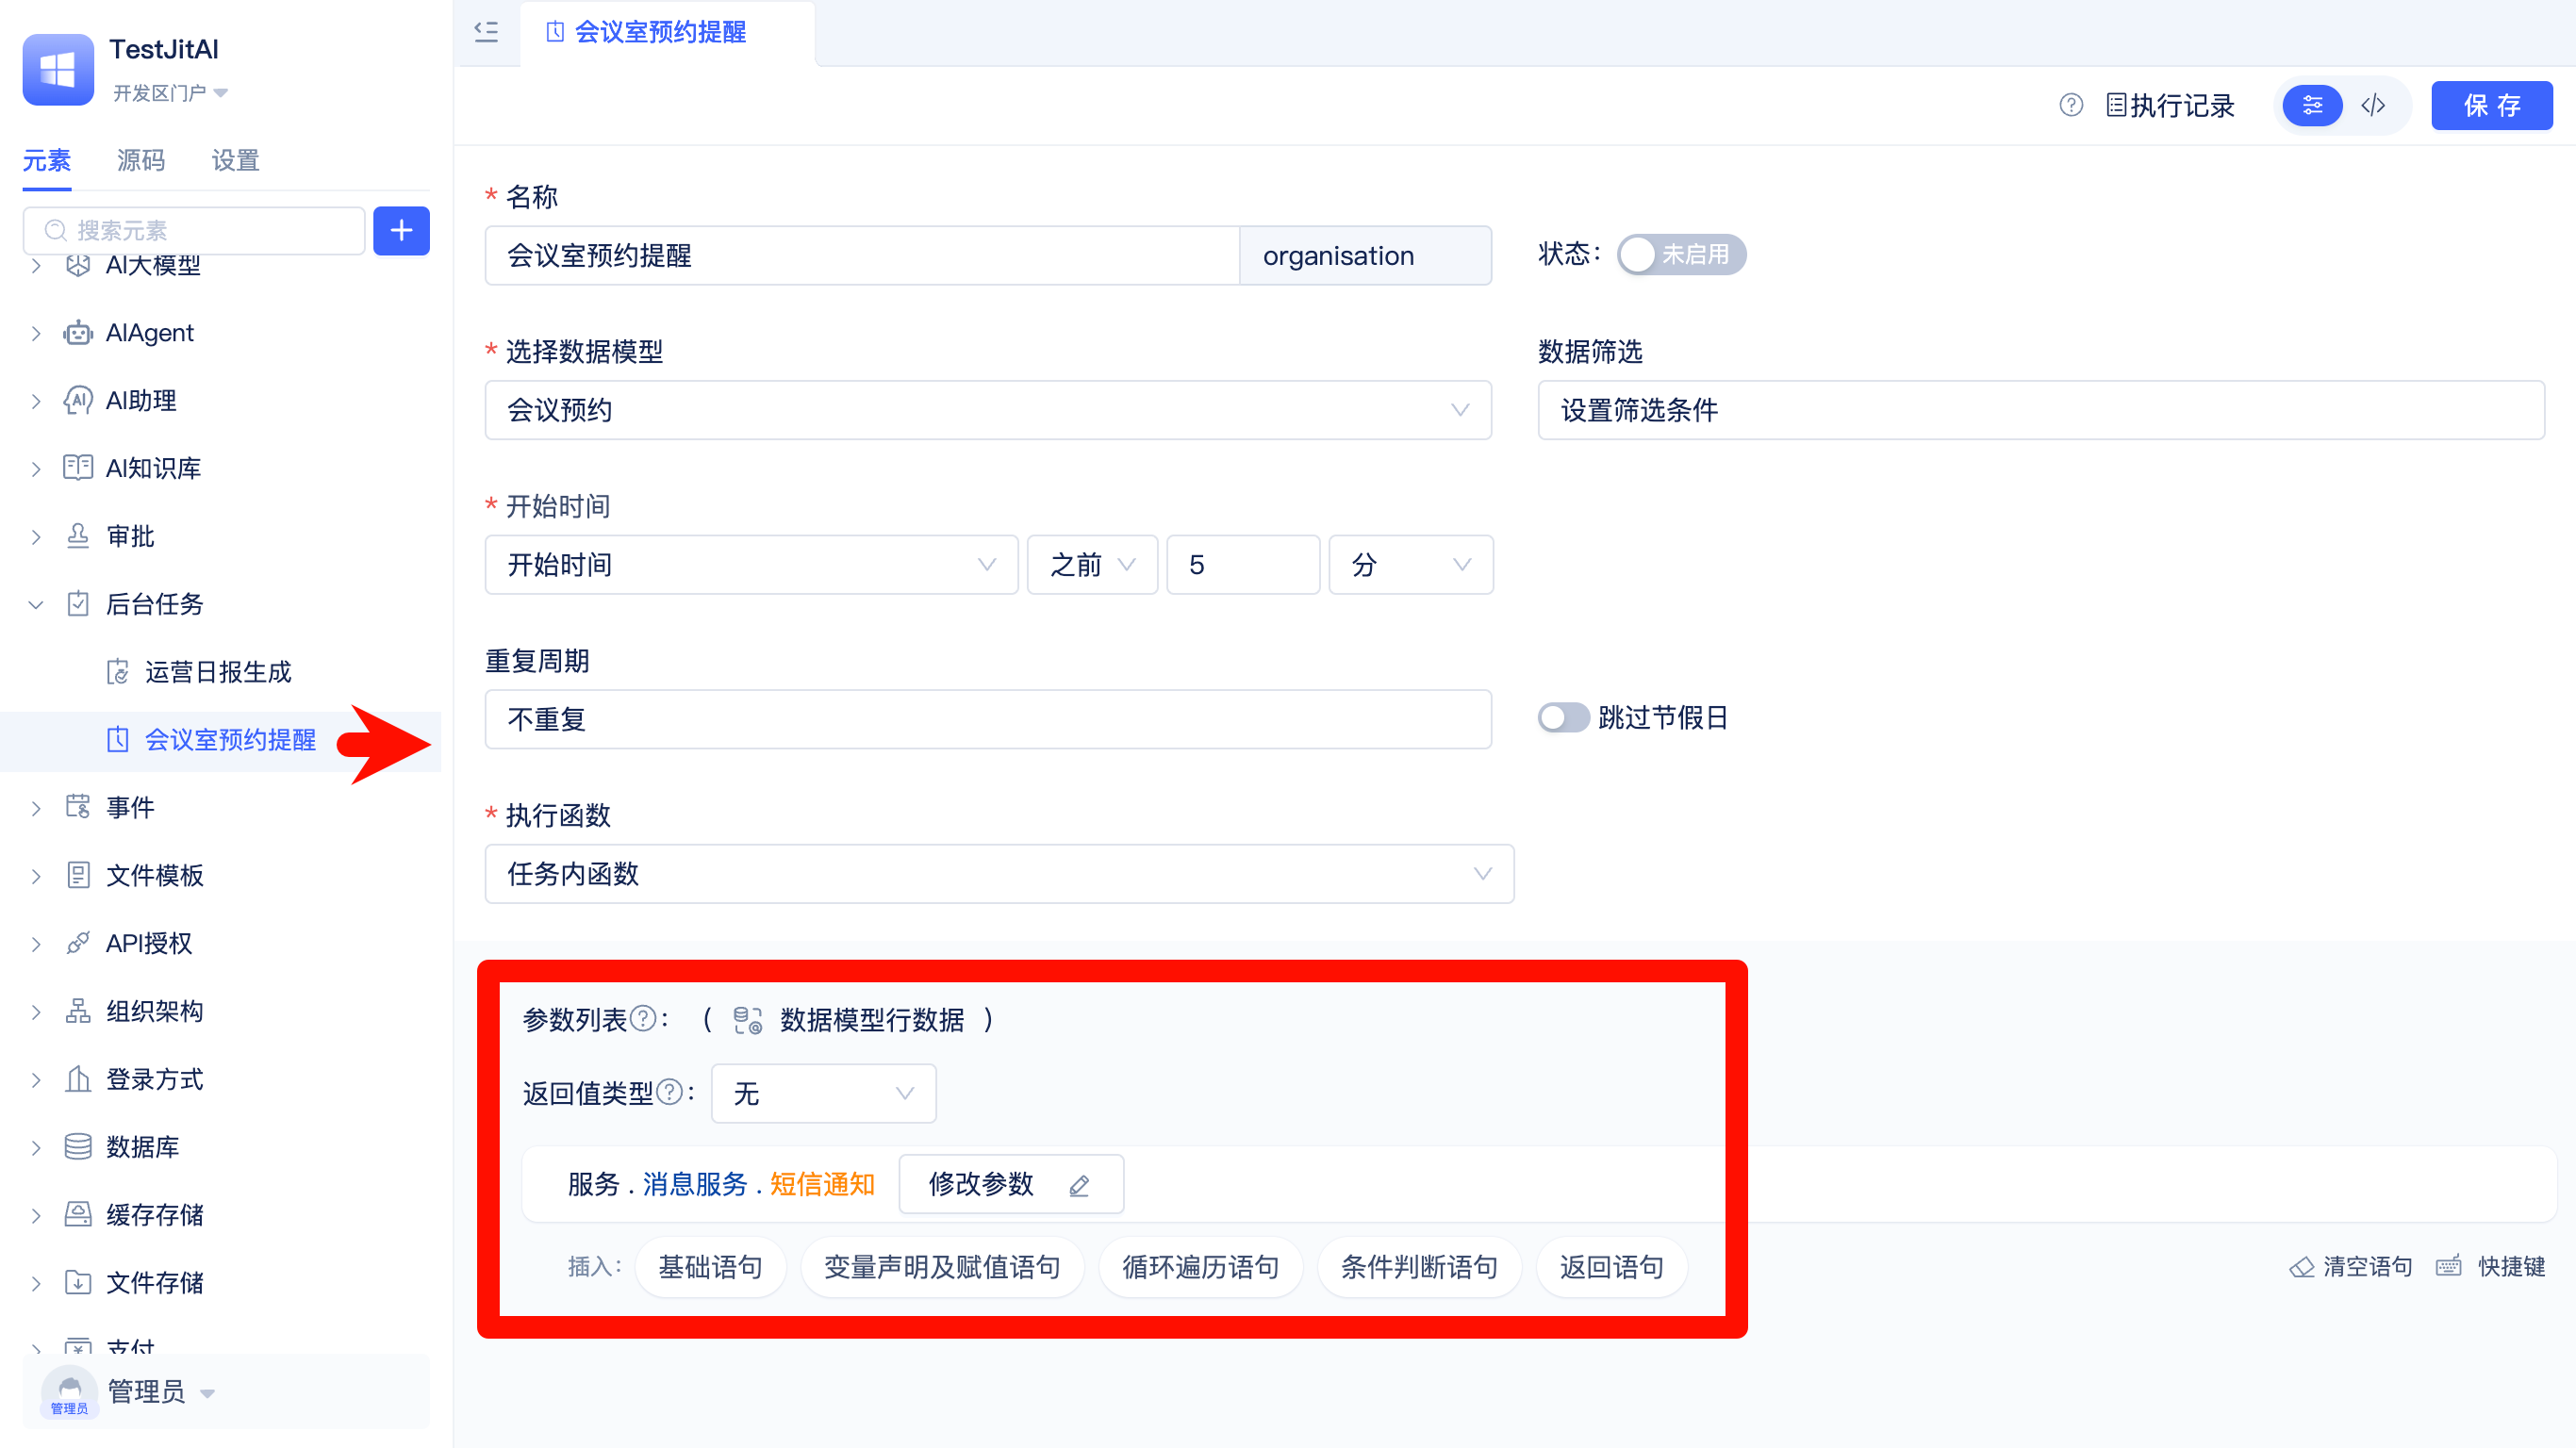 TestJitAI
开发区门户
元素 源码 设置
搜索元素
AI大模型
AIAgent
AI助理
AI知识库
审批
后台任务
运营日报生成
会议室预约提醒
事件
文件模板
API授权
组织架构
登录方式
数据库
缓存存储
文件存储
支付
管理员
管理员
会议室预约提醒
执行记录
保 存
* 名称
会议室预约提醒 organisation 状态： 未启用
* 选择数据模型 数据筛选
会议预约 设置筛选条件
* 开始时间
开始时间 之前 5 分
重复周期
不重复 跳过节假日
* 执行函数
任务内函数
参数列表： ( 数据模型行数据 )
返回值类型： 无
服务 . 消息服务 . 短信通知 修改参数
插入： 基础语句 变量声明及赋值语句 循环遍历语句 条件判断语句 返回语句 清空语句 快捷键